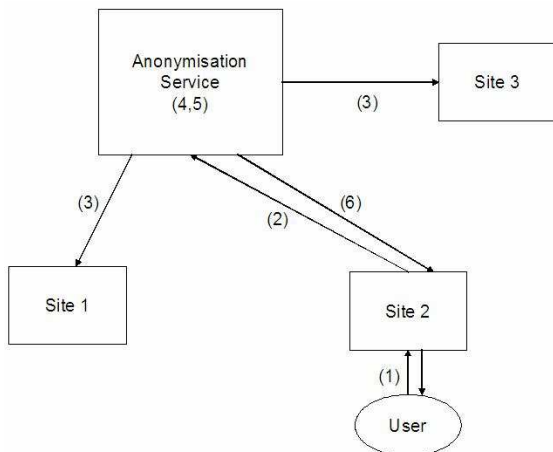 Anonymisation
Service
(4,5)
(3)
Site 3
(3)
(2)
(6)
Site 1
Site 2
(1)
User